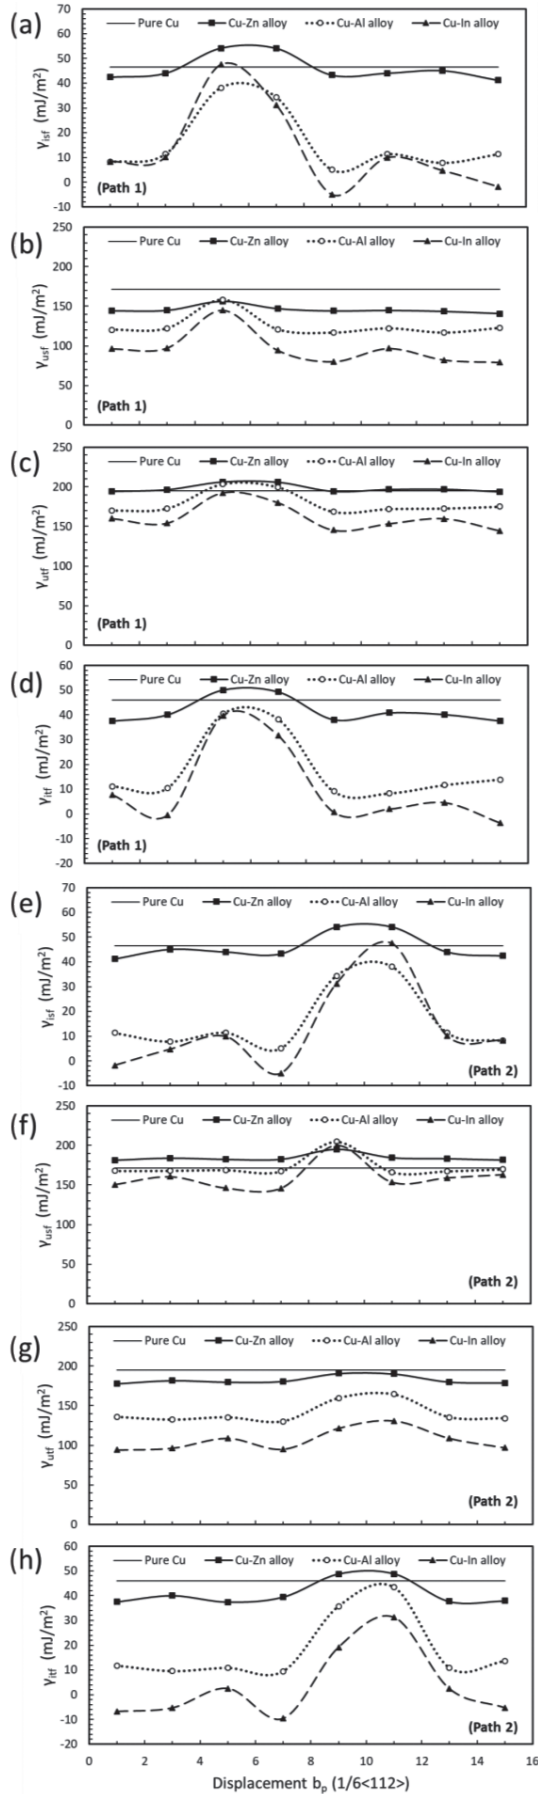 (a)
70
Pure Cu Cu-Zn alloy Cu-Al alloy Cu-In alloy
60
50
40
30
20
10
0
-10
γisf (mJ/m²)
(Path 1)
(b)
250
Pure Cu Cu-Zn alloy Cu-Al alloy Cu-In alloy
200
150
100
50
0
γusf (mJ/m²)
(Path 1)
(c)
250
Pure Cu Cu-Zn alloy Cu-Al alloy Cu-In alloy
200
150
100
50
0
γutf (mJ/m²)
(Path 1)
(d)
60
Pure Cu Cu-Zn alloy Cu-Al alloy Cu-In alloy
50
40
30
20
10
0
-10
-20
γitf (mJ/m²)
(Path 1)
(e)
70
Pure Cu Cu-Zn alloy Cu-Al alloy Cu-In alloy
60
50
40
30
20
10
0
-10
γisf (mJ/m²)
(Path 2)
(f)
250
Pure Cu Cu-Zn alloy Cu-Al alloy Cu-In alloy
200
150
100
50
0
γusf (mJ/m²)
(Path 2)
(g)
250
Pure Cu Cu-Zn alloy Cu-Al alloy Cu-In alloy
200
150
100
50
0
γutf (mJ/m²)
(Path 2)
(h)
60
Pure Cu Cu-Zn alloy Cu-Al alloy Cu-In alloy
50
40
30
20
10
0
-10
-20
γitf (mJ/m²)
(Path 2)
0 2 4 6 8 10 12 14 16
Displacement bp (1/6<112>)